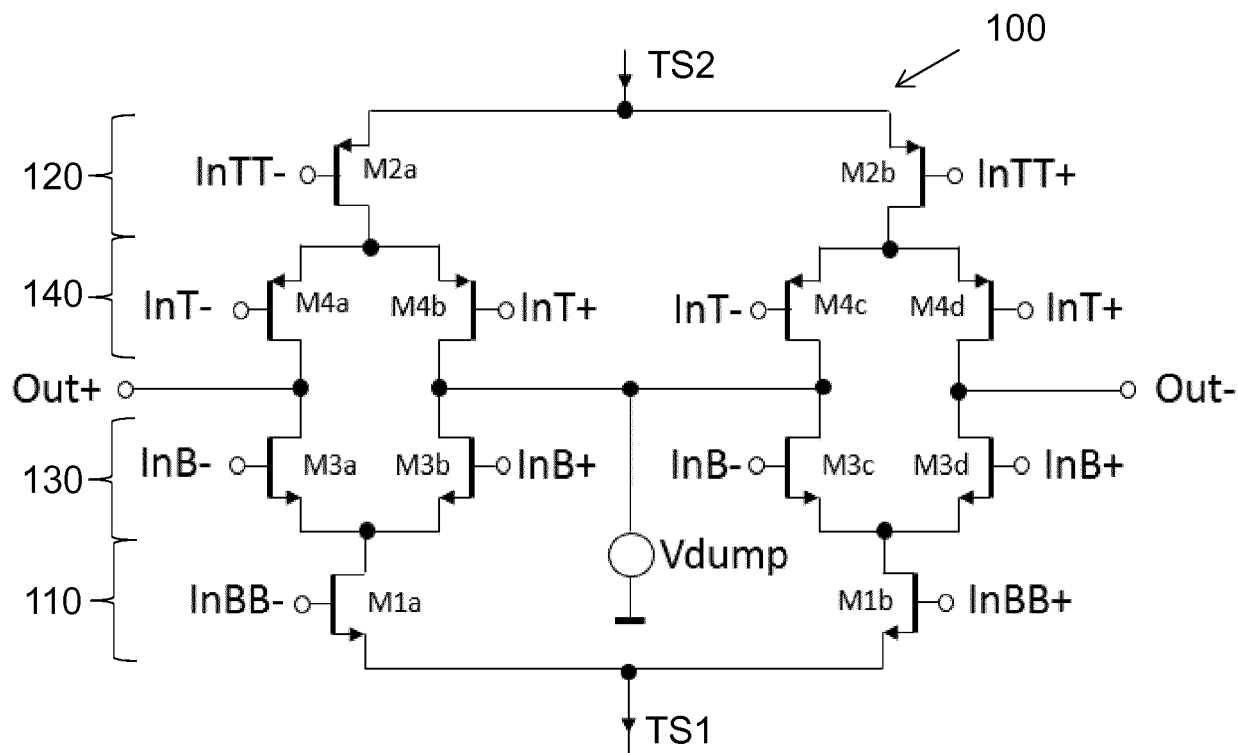 100
TS2
120
InTT-
M2a
M2b
InTT+
140
InT-
M4a
M4b
InT+
InT-
M4c
M4d
InT+
Out+
Out-
130
InB-
M3a
M3b
InB+
InB-
M3c
M3d
InB+
Vdump
110
InBB-
M1a
M1b
InBB+
TS1